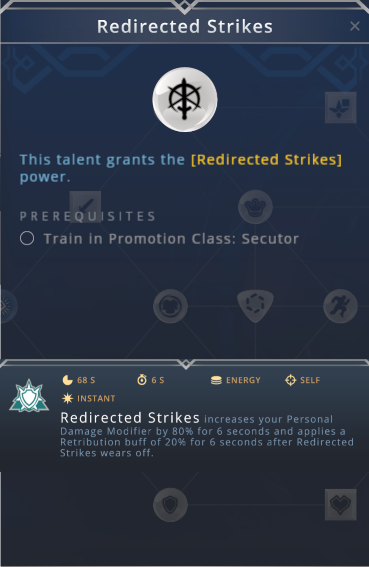 Redirected Strikes
This talent grants the [Redirected Strikes]
power.
PREREQUISITES
Train in Promotion Class: Secutor
68 S 6 S ENERGY SELF
INSTANT
Redirected Strikes increases your Personal
Damage Modifier by 80% for 6 seconds and applies a
Retribution buff of 20% for 6 seconds after Redirected
Strikes wears off.